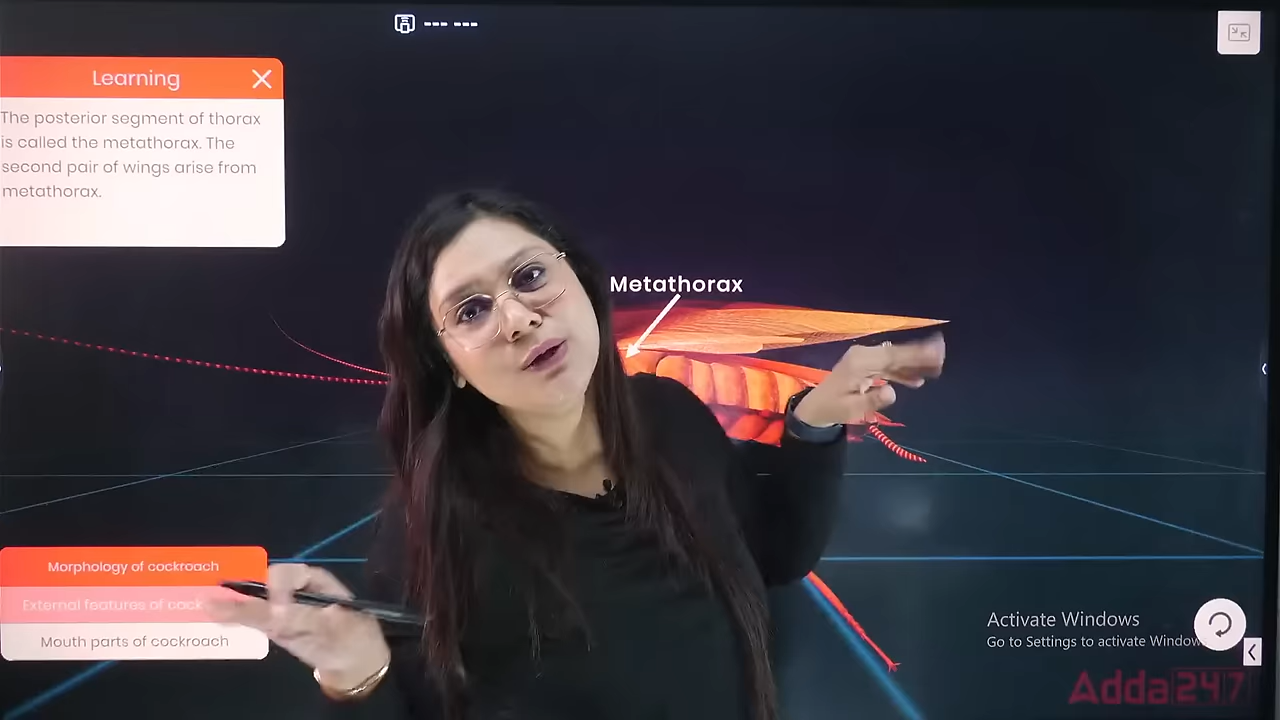 Learning
The posterior segment of thorax
is called the metathorax. The
second pair of wings arise from
metathorax.
Metathorax
Morphology of cockroach
External features of cock
Mouth parts of cockroach
Activate Windows
Go to Settings to activate Window
Adda247